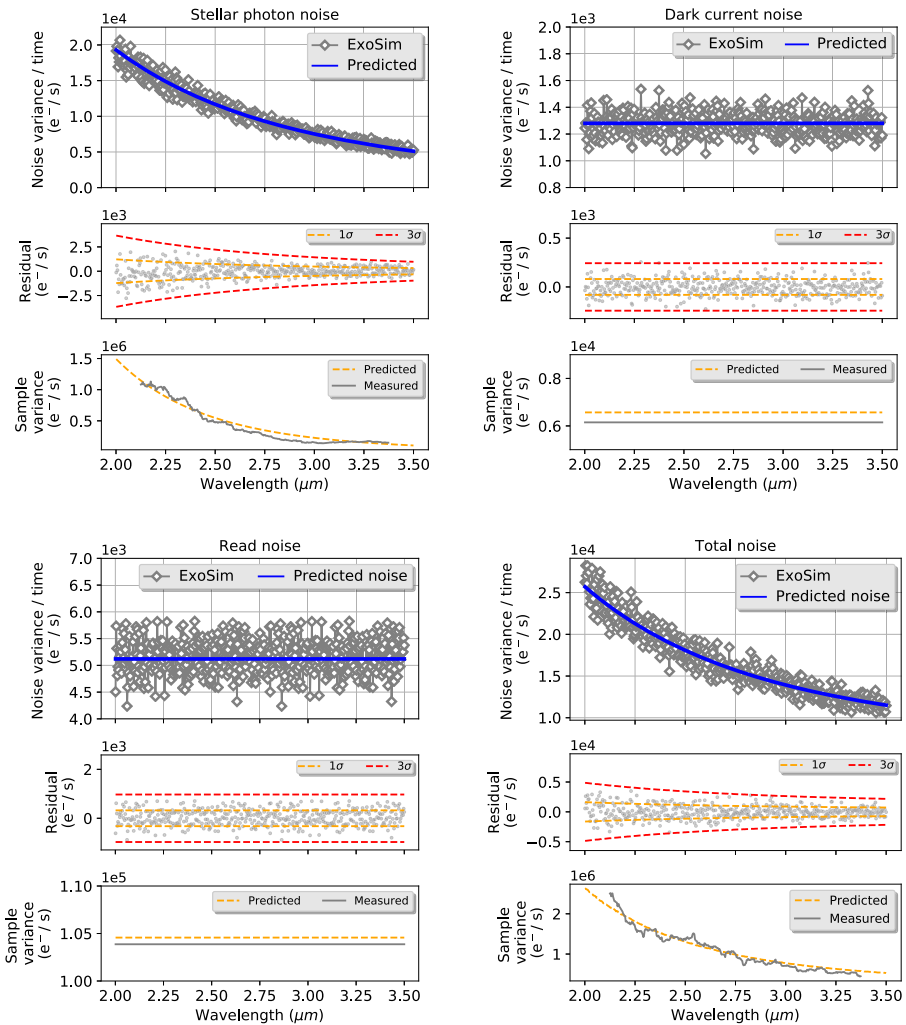 Stellar photon noise
1e4
Noise variance / time
(e⁻/ s)
2.0
1.5
1.0
0.5
0.0
ExoSim
Predicted
1e3
Residual
(e⁻/ s)
2.5
0.0
−2.5
1σ
3σ
1e6
Sample
variance
(e⁻/ s)
1.5
1.0
0.5
Predicted
Measured
2.00 2.25 2.50 2.75 3.00 3.25 3.50
Wavelength (μm)
Dark current noise
1e3
Noise variance / time
(e⁻/ s)
2.0
1.8
1.6
1.4
1.2
1.0
0.8
ExoSim
Predicted
1e3
Residual
(e⁻/ s)
0.3
0.0
1σ
3σ
1e4
Sample
variance
(e⁻/ s)
0.8
0.6
Predicted
Measured
2.00 2.25 2.50 2.75 3.00 3.25 3.50
Wavelength (μm)
Read noise
1e3
Noise variance / time
(e⁻/ s)
7.0
6.5
6.0
5.5
5.0
4.5
4.0
ExoSim
Predicted noise
1e3
Residual
(e⁻/ s)
2
0
1σ
3σ
1e5
Sample
variance
(e⁻/ s)
1.10
1.05
1.00
Predicted
Measured
2.00 2.25 2.50 2.75 3.00 3.25 3.50
Wavelength (μm)
Total noise
1e4
Noise variance / time
(e⁻/ s)
2.5
2.0
1.5
1.0
ExoSim
Predicted noise
1e4
Residual
(e⁻/ s)
0.5
0.0
−0.5
1σ
3σ
1e6
Sample
variance
(e⁻/ s)
2
1
Predicted
Measured
2.00 2.25 2.50 2.75 3.00 3.25 3.50
Wavelength (μm)